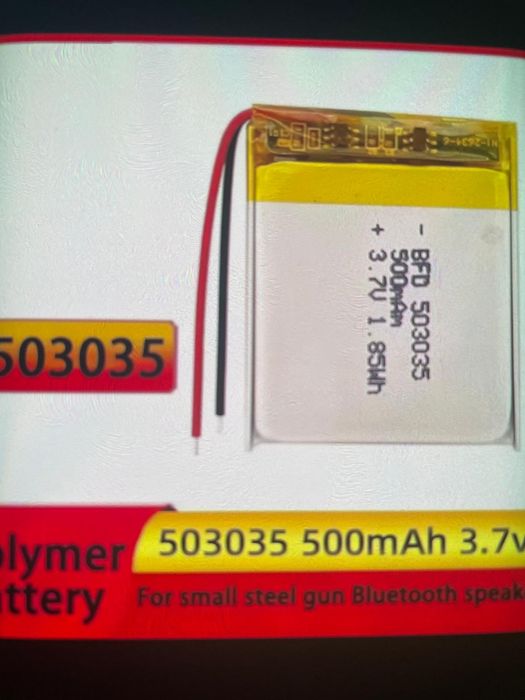 - BFD 503035
500mAh
+ 3.7V 1.85Wh
503035
olymer
attery
503035 500mAh 3.7v
For small steel gun Bluetooth speak